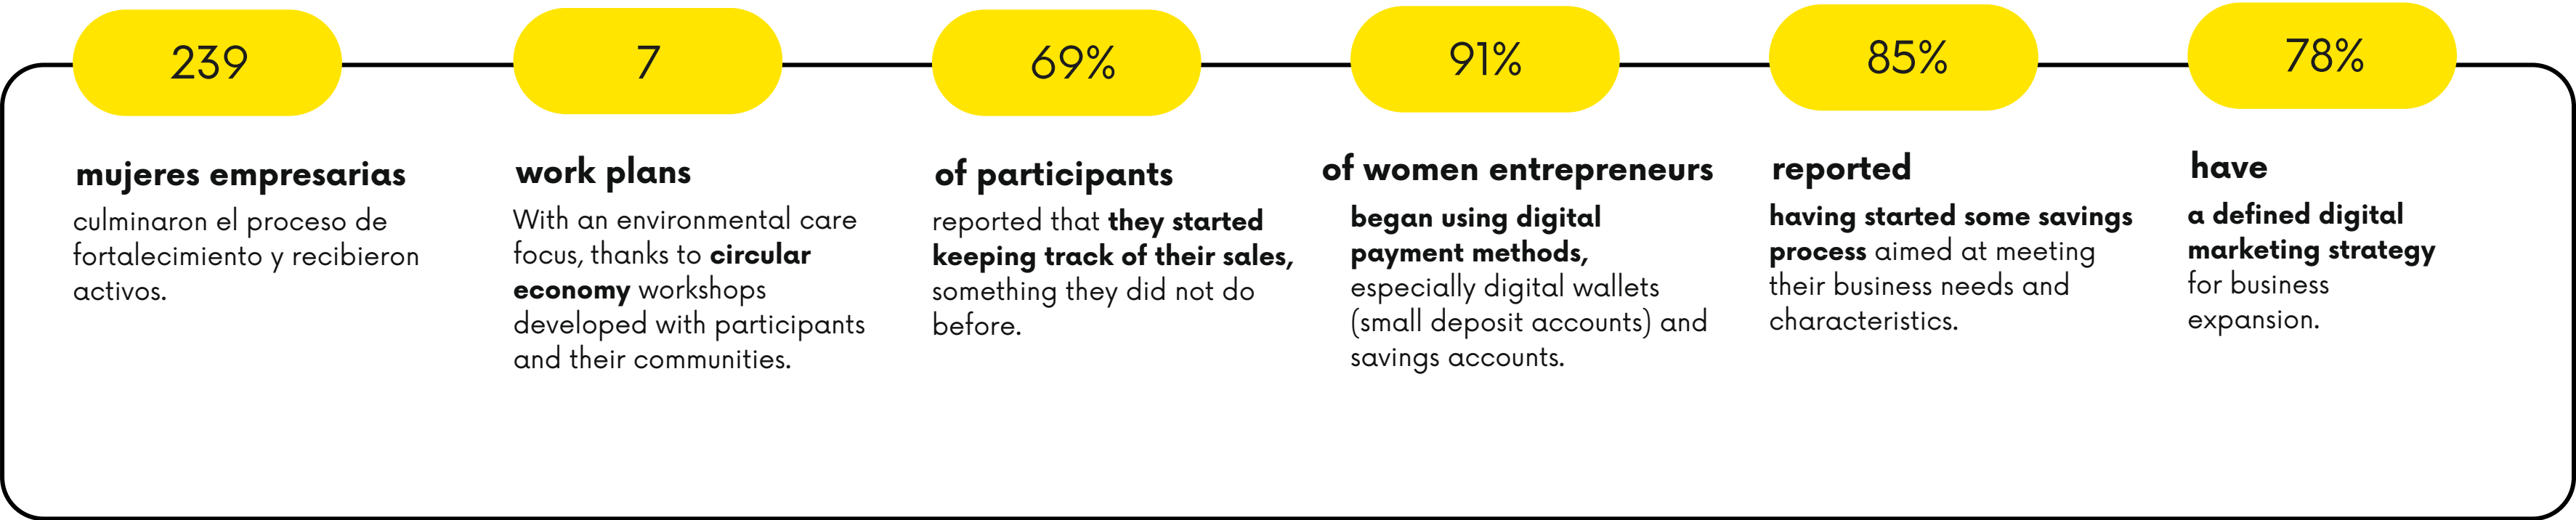 239
mujeres empresarias
culminaron el proceso de
fortalecimiento y recibieron
activos.
7
work plans
With an environmental care
focus, thanks to circular
economy workshops
developed with participants
and their communities.
69%
of participants
reported that they started
keeping track of their sales,
something they did not do
before.
91%
of women entrepreneurs
began using digital
payment methods,
especially digital wallets
(small deposit accounts) and
savings accounts.
85%
reported
having started some savings
process aimed at meeting
their business needs and
characteristics.
78%
have
a defined digital
marketing strategy
for business
expansion.